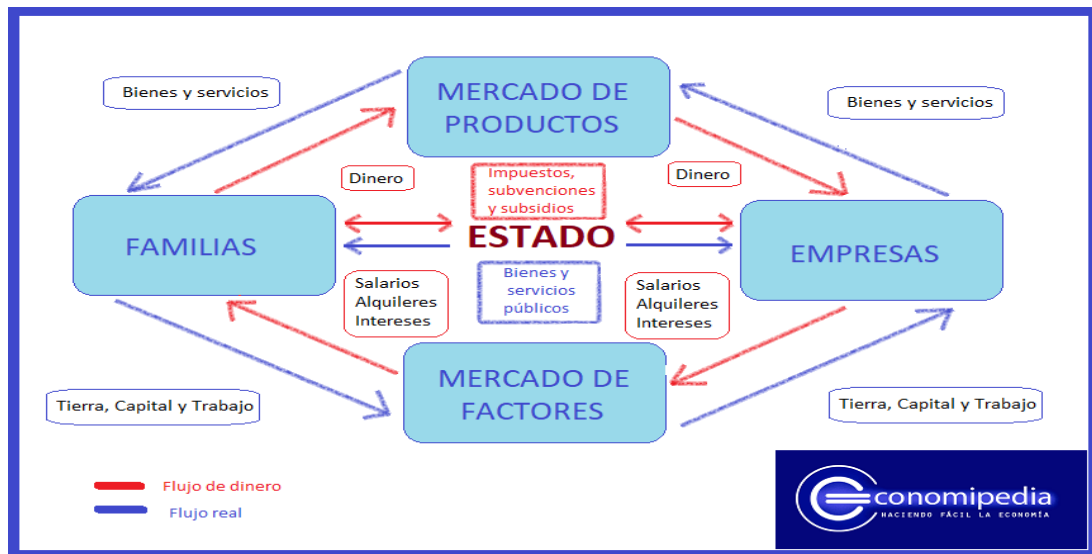 Bienes y servicios
MERCADO DE
PRODUCTOS
Bienes y servicios
Dinero
Impuestos,
subvenciones
y subsidios
Dinero
FAMILIAS
ESTADO
EMPRESAS
Salarios
Alquileres
Intereses
Bienes y
servicios
públicos
Salarios
Alquileres
Intereses
MERCADO DE
FACTORES
Tierra, Capital y Trabajo
Tierra, Capital y Trabajo
Flujo de dinero
Flujo real
economipedia
HACIENDO FÁCIL LA ECONOMÍA